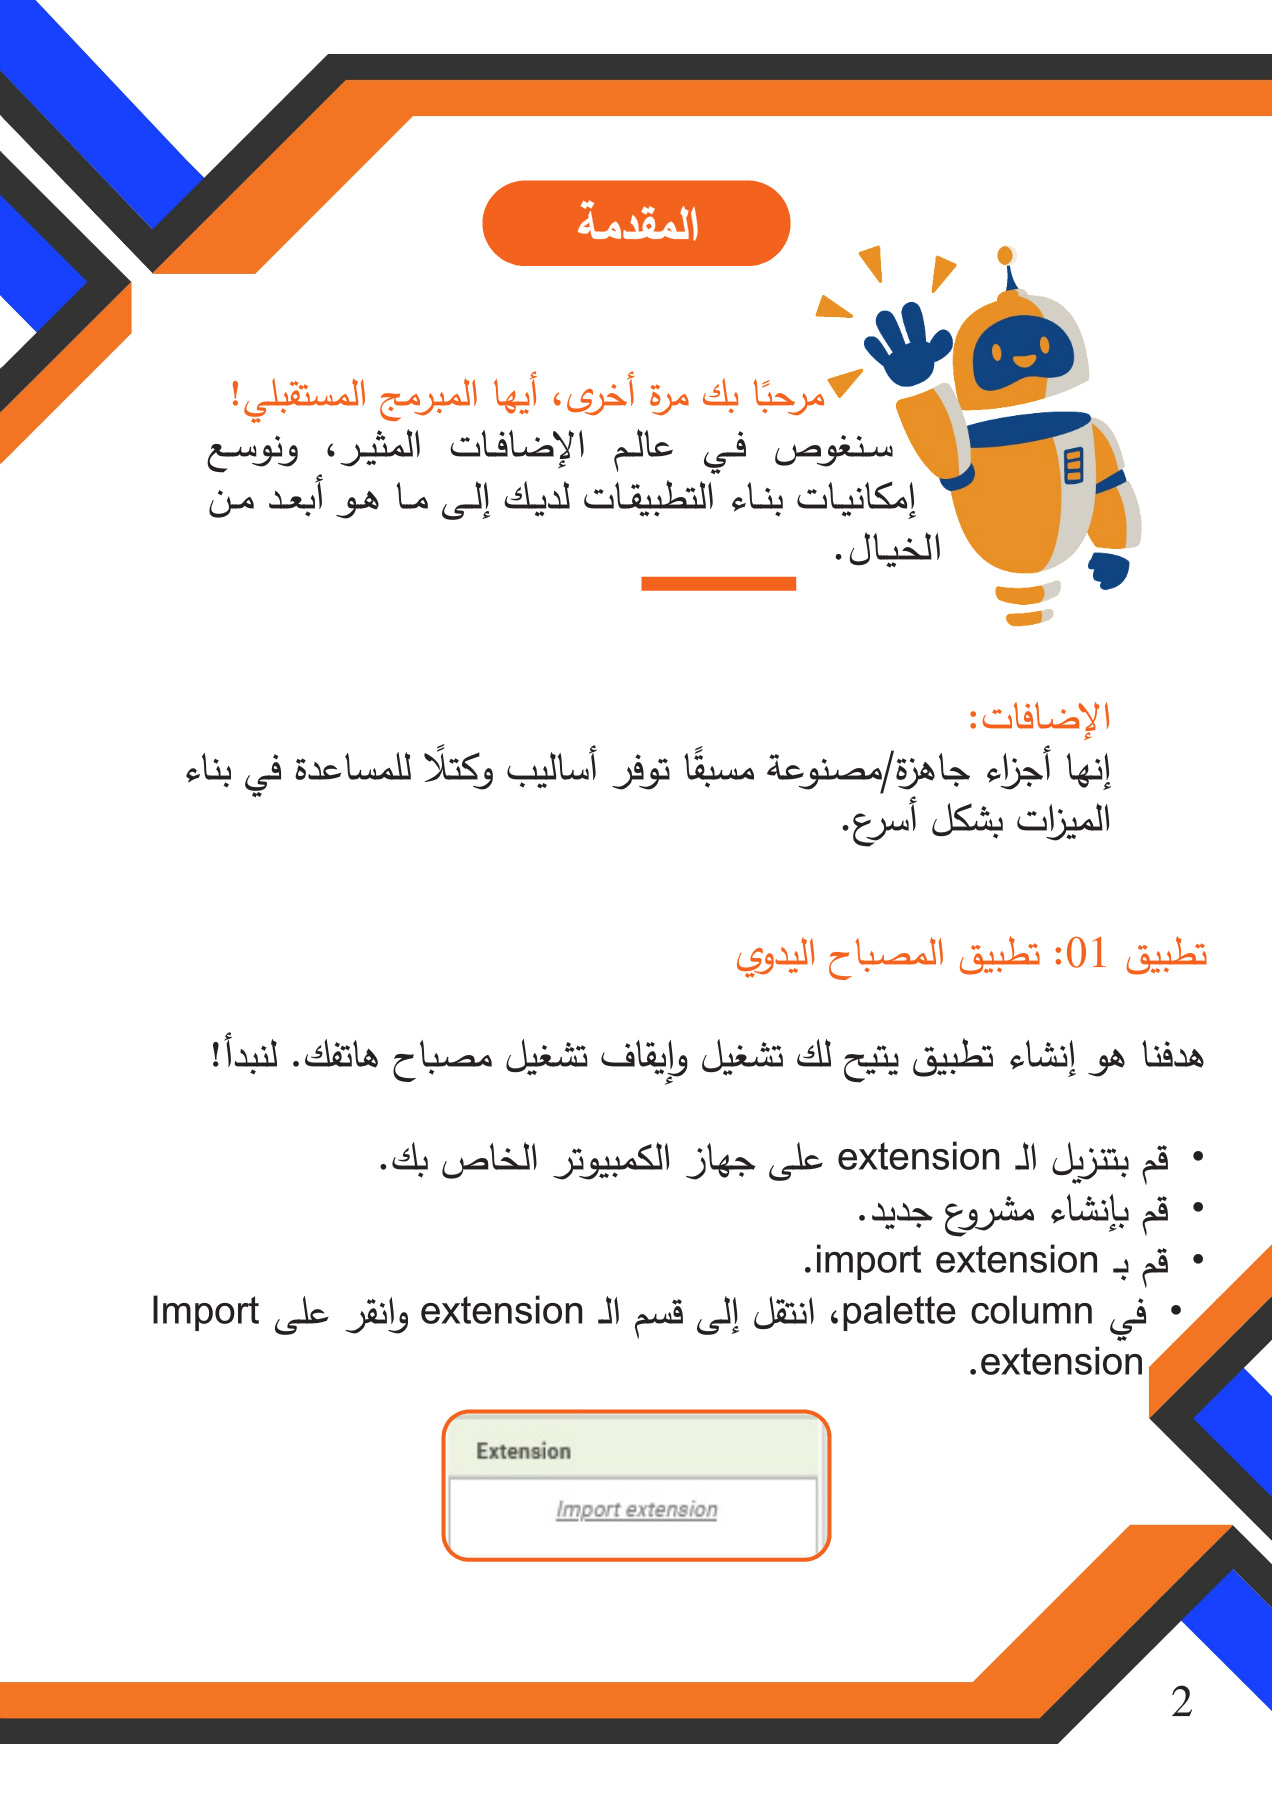 المقدمة
مرحبًا بك مرة أخرى، أيها المبرمج المستقبلي!
سنغوص في عالم الإضافات المثير، ونوسع
إمكانيات بناء التطبيقات لديك إلى ما هو أبعد من
الخيال.
الإضافات:
إنها أجزاء جاهزة/مصنوعة مسبقًا توفر أساليب وكتلًا للمساعدة في بناء
الميزات بشكل أسرع.
تطبيق 01: تطبيق المصباح اليدوي
هدفنا هو إنشاء تطبيق يتيح لك تشغيل وإيقاف تشغيل مصباح هاتفك. لنبدأ!
• قم بتنزيل الـ extension على جهاز الكمبيوتر الخاص بك.
• قم بإنشاء مشروع جديد.
• قم بـ import extension.
• في palette column، انتقل إلى قسم الـ extension وانقر على Import
extension.
Extension
Import extension
2